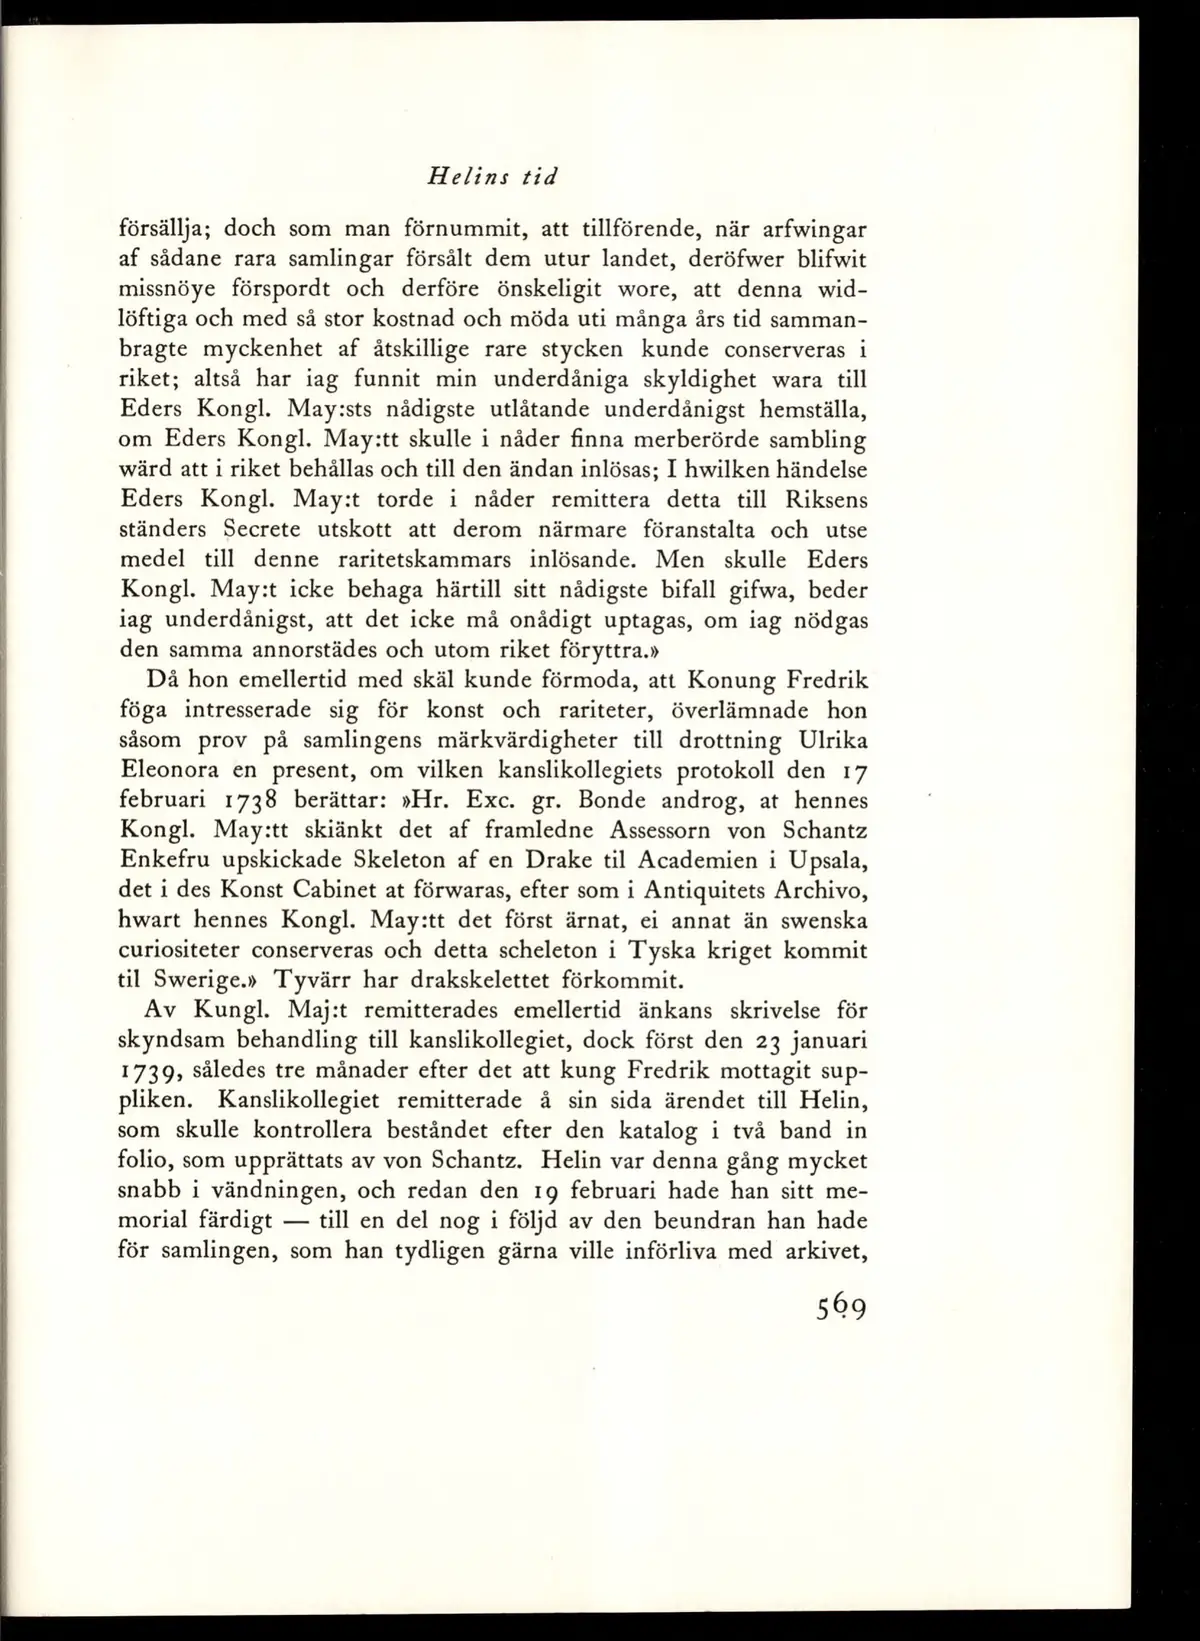 Helins tid
försällja; doch som man förnummit, att tillförende, när arfwingar
af sådane rara samlingar försålt dem utur landet, deröfwer blifwit
missnöye förspordt och derföre önskeligit wore, att denna wid-
löftiga och med så stor kostnad och möda uti många års tid samman-
bragte myckenhet af åtskillige rare stycken kunde conserveras i
riket; altså har iag funnit min underdåniga skyldighet wara till
Eders Kongl. May:sts nådigste utlåtande underdånigst hemställa,
om Eders Kongl. May:tt skulle i nåder finna merberörde sambling
wärd att i riket behållas och till den ändan inlösas; I hwilken händelse
Eders Kongl. May:t torde i nåder remittera detta till Riksens
ständers Secrete utskott att derom närmare föranstalta och utse
medel till denne raritetskammars inlösande. Men skulle Eders
Kongl. May:t icke behaga härtill sitt nådigste bifall gifwa, beder
iag underdånigst, att det icke må onådigt uptagas, om iag nödgas
den samma annorstädes och utom riket föryttra.»
Då hon emellertid med skäl kunde förmoda, att Konung Fredrik
föga intresserade sig för konst och rariteter, överlämnade hon
såsom prov på samlingens märkvärdigheter till drottning Ulrika
Eleonora en present, om vilken kanslikollegiets protokoll den 17
februari 1738 berättar: »Hr. Exc. gr. Bonde androg, at hennes
Kongl. May:tt skiänkt det af framledne Assessorn von Schantz
Enkefru upskickade Skeleton af en Drake til Academien i Upsala,
det i des Konst Cabinet at förwaras, efter som i Antiquitets Archivo,
hwart hennes Kongl. May:tt det först ärnat, ei annat än swenska
curiositeter conserveras och detta scheleton i Tyska kriget kommit
til Swerige.» Tyvärr har drakskelettet förkommit.
Av Kungl. Maj:t remitterades emellertid änkans skrivelse för
skyndsam behandling till kanslikollegiet, dock först den 23 januari
1739, således tre månader efter det att kung Fredrik mottagit sup-
pliken. Kanslikollegiet remitterade å sin sida ärendet till Helin,
som skulle kontrollera beståndet efter den katalog i två band in
folio, som upprättats av von Schantz. Helin var denna gång mycket
snabb i vändningen, och redan den 19 februari hade han sitt me-
morial färdigt — till en del nog i följd av den beundran han hade
för samlingen, som han tydligen gärna ville införliva med arkivet,
569